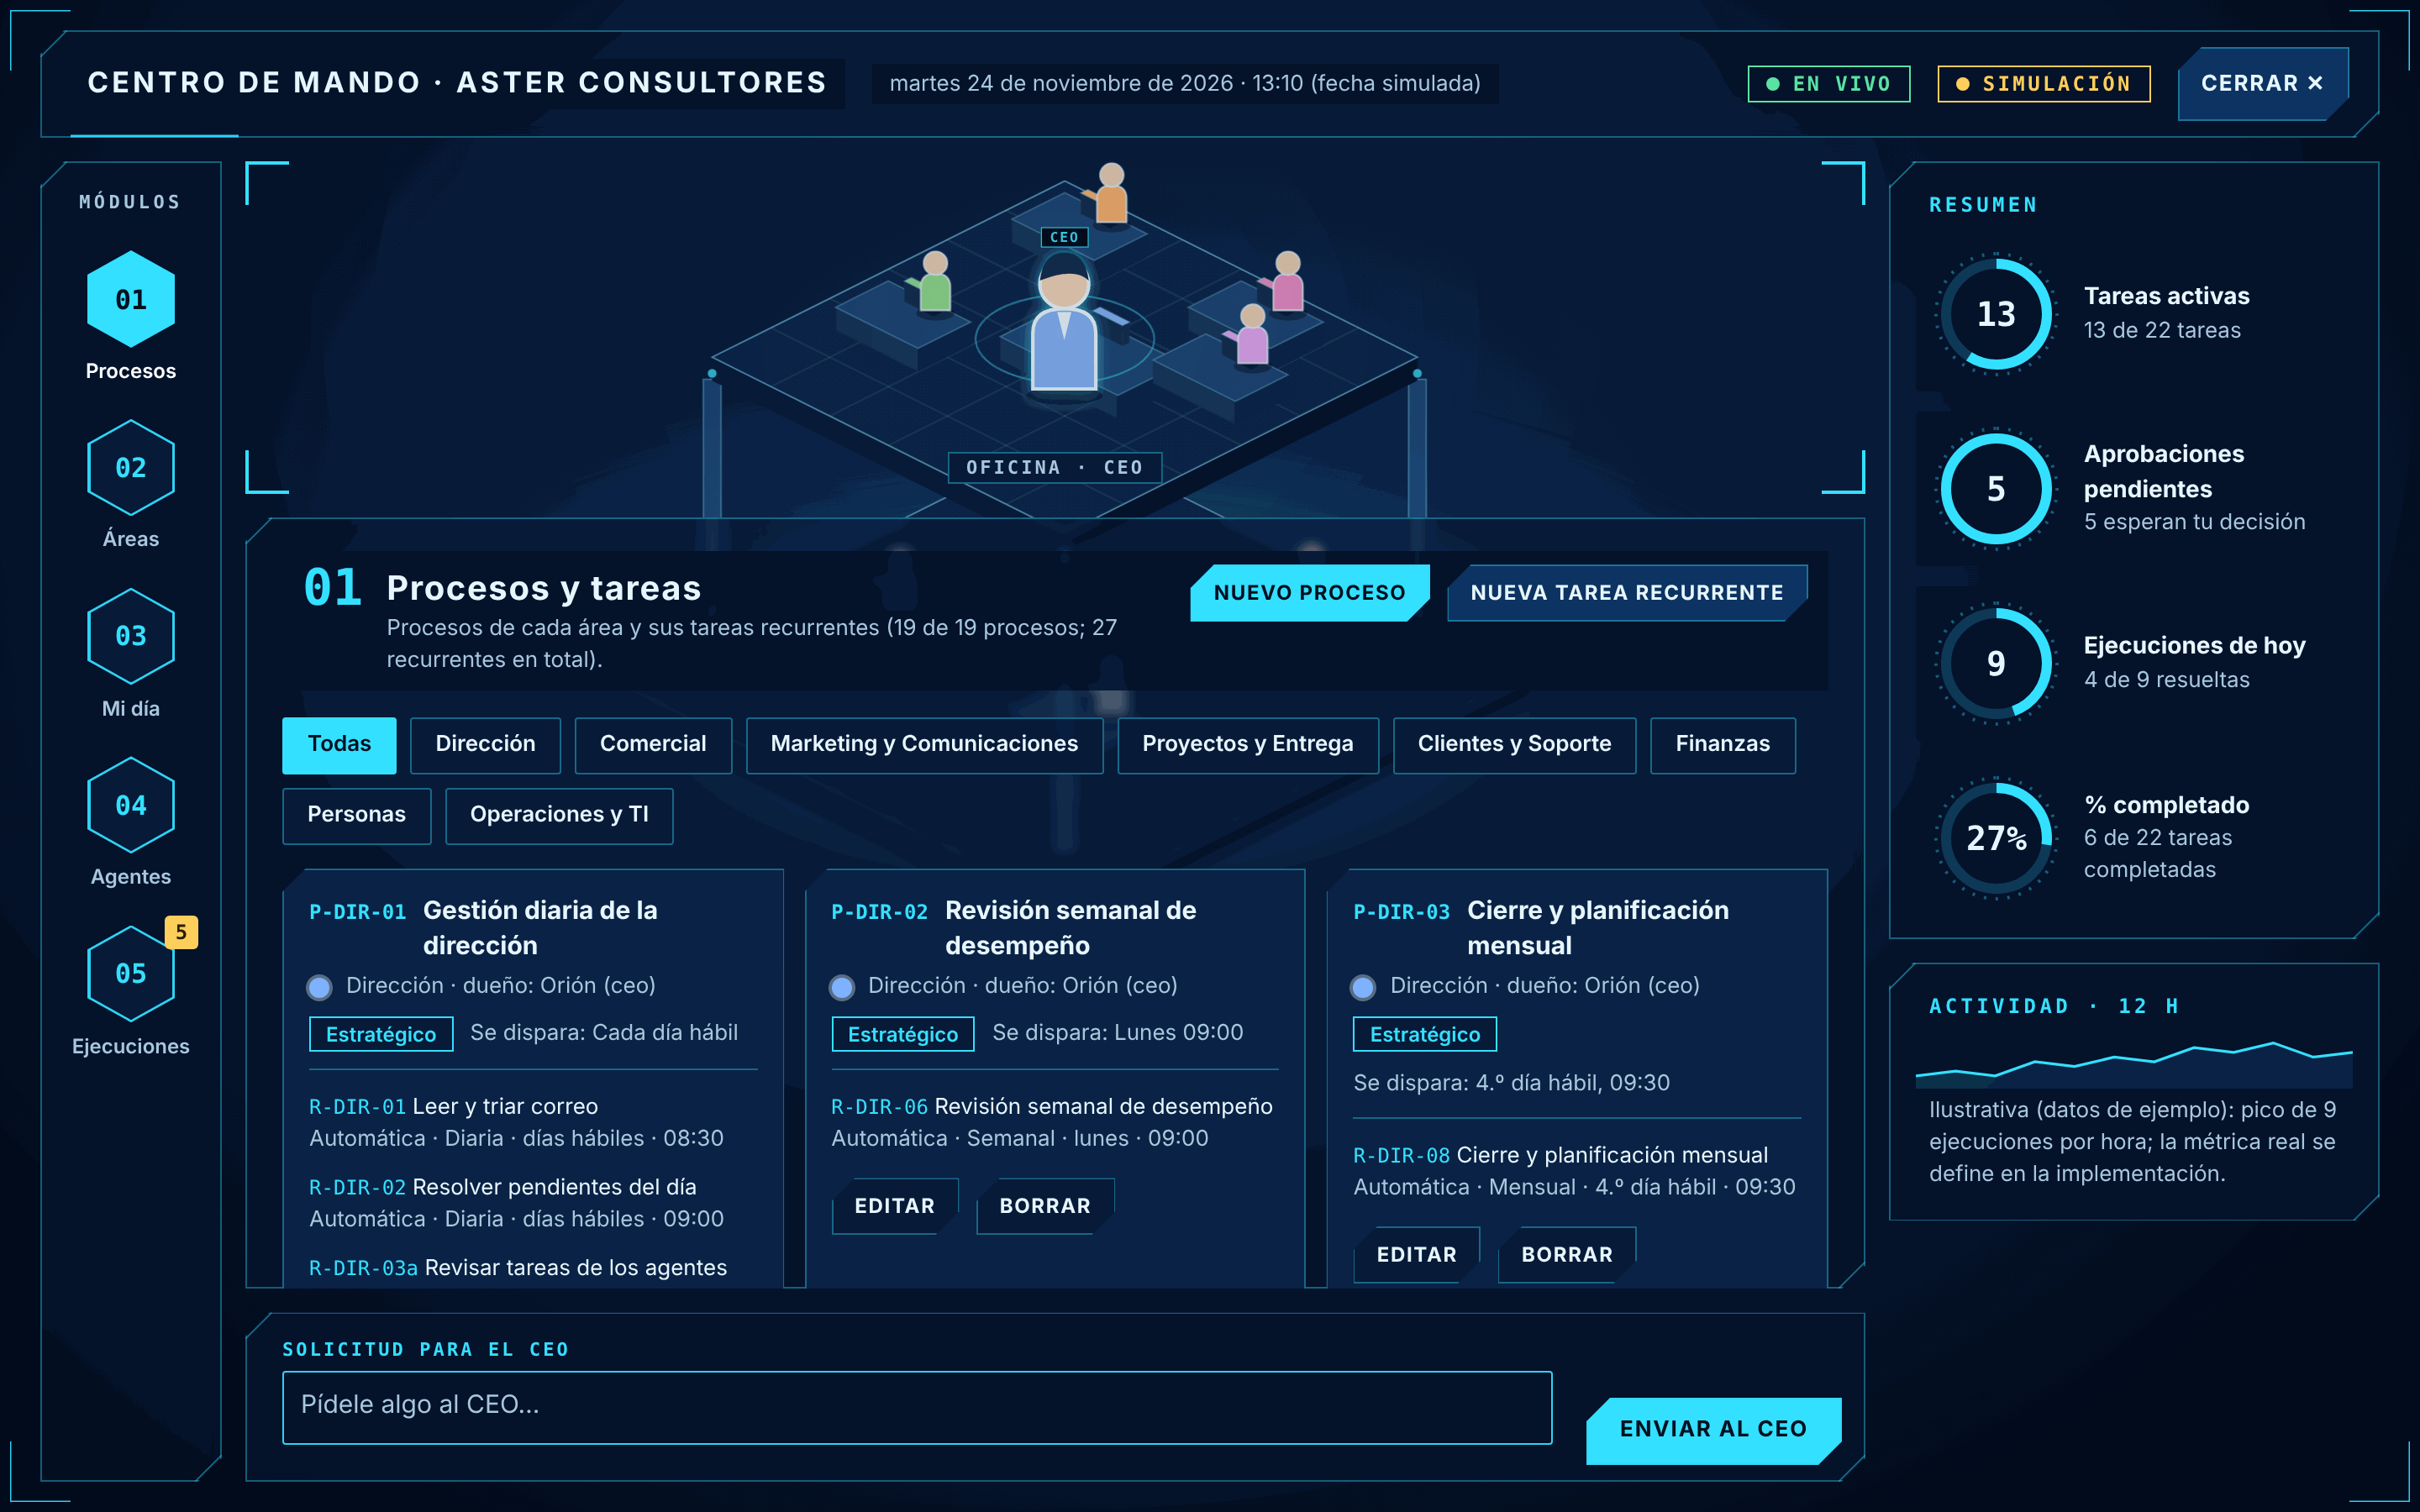 CENTRO DE MANDO · ASTER CONSULTORES
martes 24 de noviembre de 2026 · 13:10 (fecha simulada)
EN VIVO
SIMULACIÓN
CERRAR ✕
MÓDULOS
01
Procesos
02
Áreas
03
Mi día
04
Agentes
5
05
Ejecuciones
CEO
OFICINA · CEO
01 Procesos y tareas
Procesos de cada área y sus tareas recurrentes (19 de 19 procesos; 27
recurrentes en total).
NUEVO PROCESO
NUEVA TAREA RECURRENTE
Todas
Dirección
Comercial
Marketing y Comunicaciones
Proyectos y Entrega
Clientes y Soporte
Finanzas
Personas
Operaciones y TI
P-DIR-01 Gestión diaria de la
dirección
Dirección · dueño: Orión (ceo)
Estratégico Se dispara: Cada día hábil
R-DIR-01 Leer y triar correo
Automática · Diaria · días hábiles · 08:30
R-DIR-02 Resolver pendientes del día
Automática · Diaria · días hábiles · 09:00
R-DIR-03a Revisar tareas de los agentes
P-DIR-02 Revisión semanal de
desempeño
Dirección · dueño: Orión (ceo)
Estratégico Se dispara: Lunes 09:00
R-DIR-06 Revisión semanal de desempeño
Automática · Semanal · lunes · 09:00
EDITAR
BORRAR
P-DIR-03 Cierre y planificación
mensual
Dirección · dueño: Orión (ceo)
Estratégico
Se dispara: 4.º día hábil, 09:30
R-DIR-08 Cierre y planificación mensual
Automática · Mensual · 4.º día hábil · 09:30
EDITAR
BORRAR
SOLICITUD PARA EL CEO
Pídele algo al CEO...
ENVIAR AL CEO
RESUMEN
13
Tareas activas
13 de 22 tareas
5
Aprobaciones
pendientes
5 esperan tu decisión
9
Ejecuciones de hoy
4 de 9 resueltas
27%
% completado
6 de 22 tareas
completadas
ACTIVIDAD · 12 H
Ilustrativa (datos de ejemplo): pico de 9
ejecuciones por hora; la métrica real se
define en la implementación.